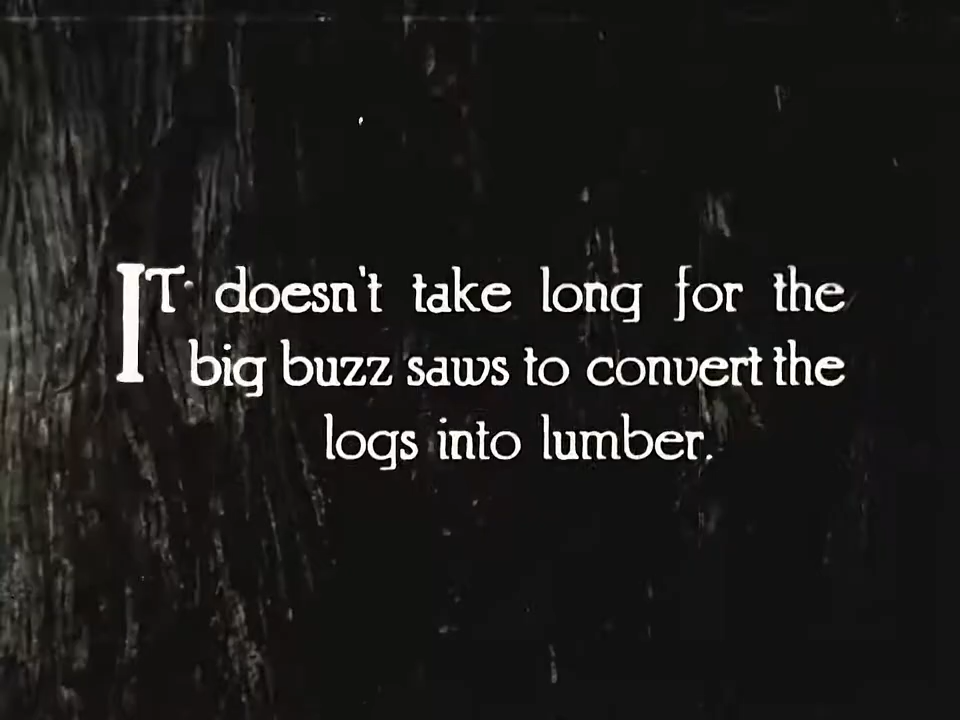 IT doesn't take long for the
big buzz saws to convert the
logs into lumber.